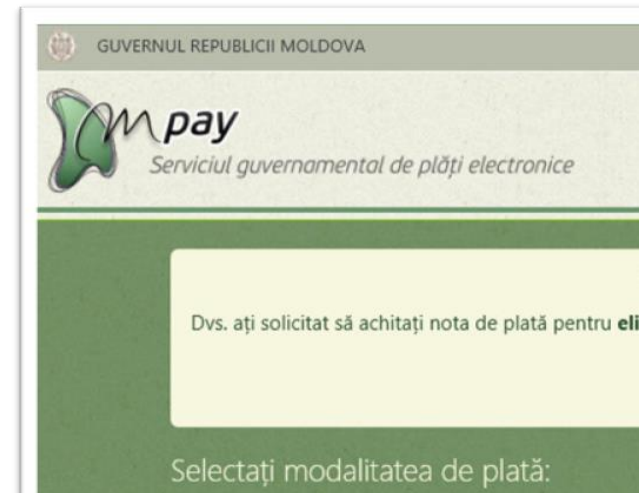 GUVERNUL REPUBLICII MOLDOVA
Mpay
Serviciul guvernamental de plăți electronice
Dvs. ați solicitat să achitați nota de plată pentru
Selectați modalitatea de plată: